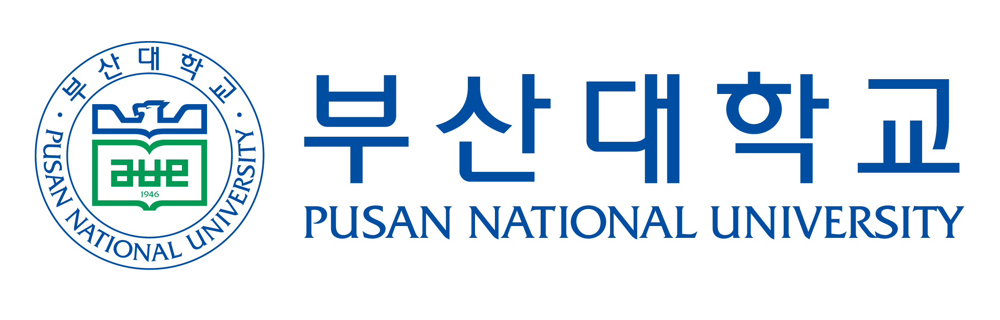 부산대학교
PUSAN NATIONAL UNIVERSITY
1946
부산대학교
PUSAN NATIONAL UNIVERSITY